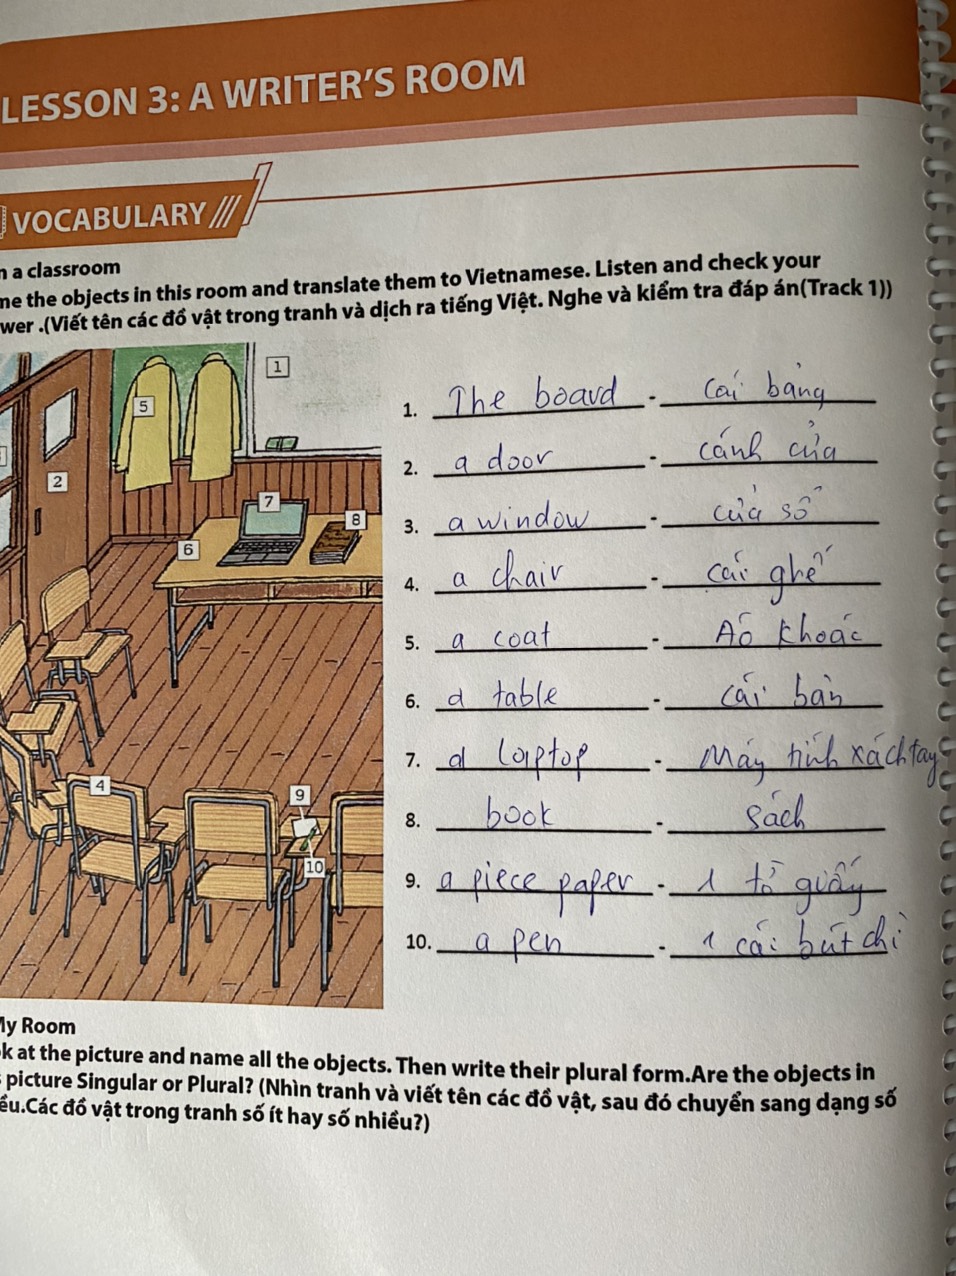 LESSON 3: A WRITER'S ROOM
VOCABULARY
n a classroom
me the objects in this room and translate them to Vietnamese. Listen and check your
wer .(Viết tên các đồ vật trong tranh và dịch ra tiếng Việt. Nghe và kiểm tra đáp án(Track 1))
1
5
2
7
8
6
4
9
10
1. The board - Cái bảng
2. a door - cánh cửa
3. a window - cửa sổ
4. a chair - cái ghế
5. a coat - Áo khoác
6. a table - cái bàn
7. a laptop - Máy tính xách tay
8. book - sách
9. a piece paper - 1 tờ giấy
10. a pen - 1 cái bút chì
My Room
k at the picture and name all the objects. Then write their plural form.Are the objects in
s picture Singular or Plural? (Nhìn tranh và viết tên các đồ vật, sau đó chuyển sang dạng số
ều.Các đồ vật trong tranh số ít hay số nhiều?)